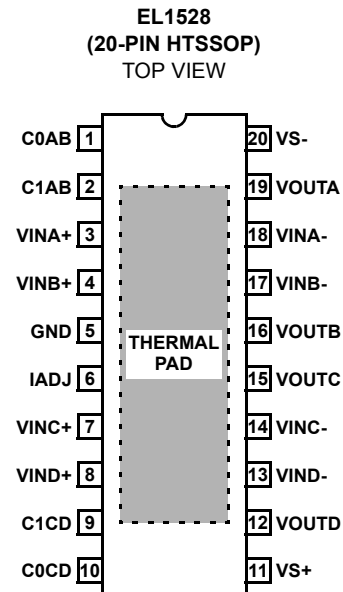 EL1528
(20-PIN HTSSOP)
TOP VIEW
C0AB 1
20 VS-
C1AB 2
19 VOUTA
VINA+ 3
18 VINA-
VINB+ 4
17 VINB-
GND 5
16 VOUTB
THERMAL
PAD
IADJ 6
15 VOUTC
VINC+ 7
14 VINC-
VIND+ 8
13 VIND-
C1CD 9
12 VOUTD
C0CD 10
11 VS+